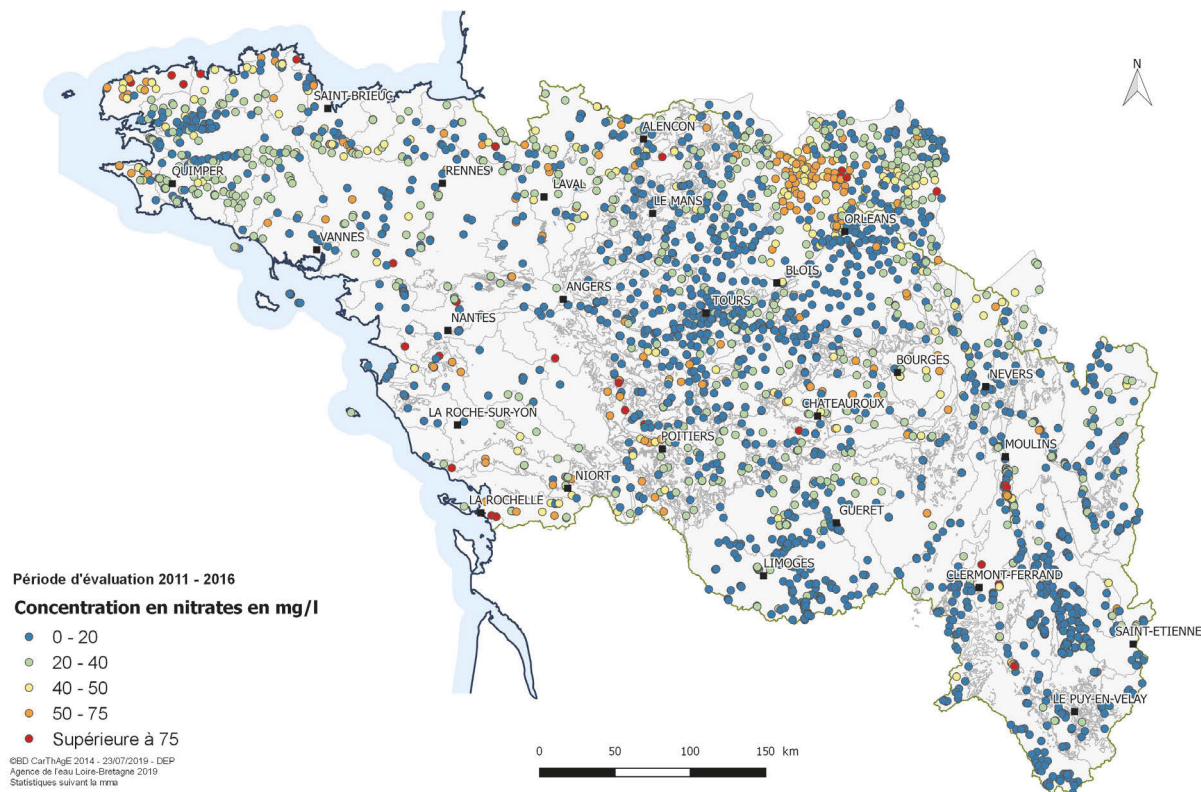 N
SAINT-BRIEUC
ALENCON
QUIMPER
RENNES
LAVAL
LE MANS
ORLEANS
VANNES
BLOIS
ANGERS
TOURS
NANTES
BOURGES
NEVERS
CHATEAUROUX
LA ROCHE-SUR-YON
POITIERS
MOULINS
NIORT
LA ROCHELLE
GUERET
LIMOGES
CLERMONT-FERRAND
SAINT-ETIENNE
LE PUY-EN-VELAY
Période d'évaluation 2011 - 2016
Concentration en nitrates en mg/l
0 - 20
20 - 40
40 - 50
50 - 75
Supérieure à 75
©BD CarThAgE 2014 - 23/07/2019 - DEP
Agence de l'eau Loire-Bretagne 2019
Statistiques suivant la mma
0 50 100 150 km